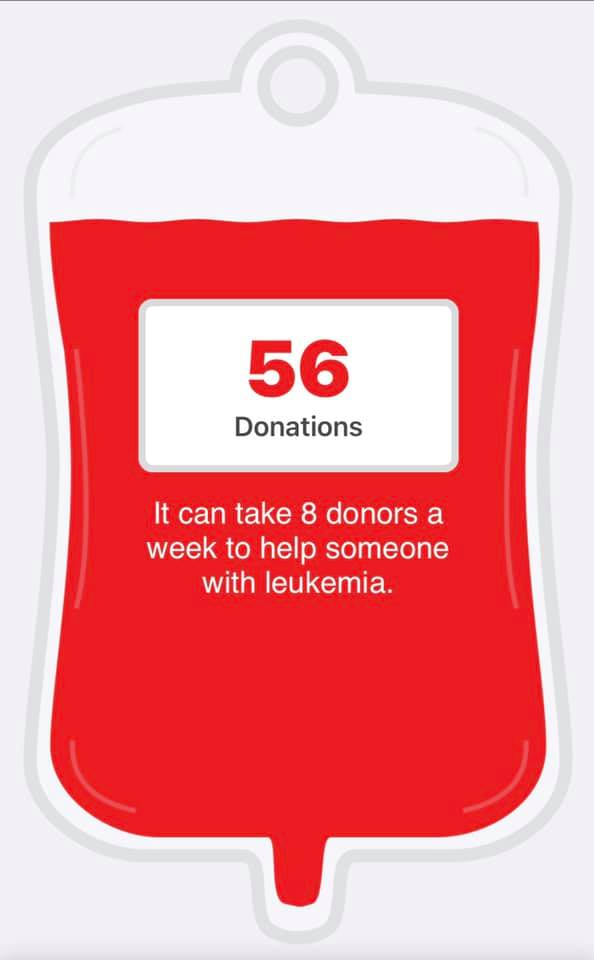 56
Donations
It can take 8 donors a
week to help someone
with leukemia.